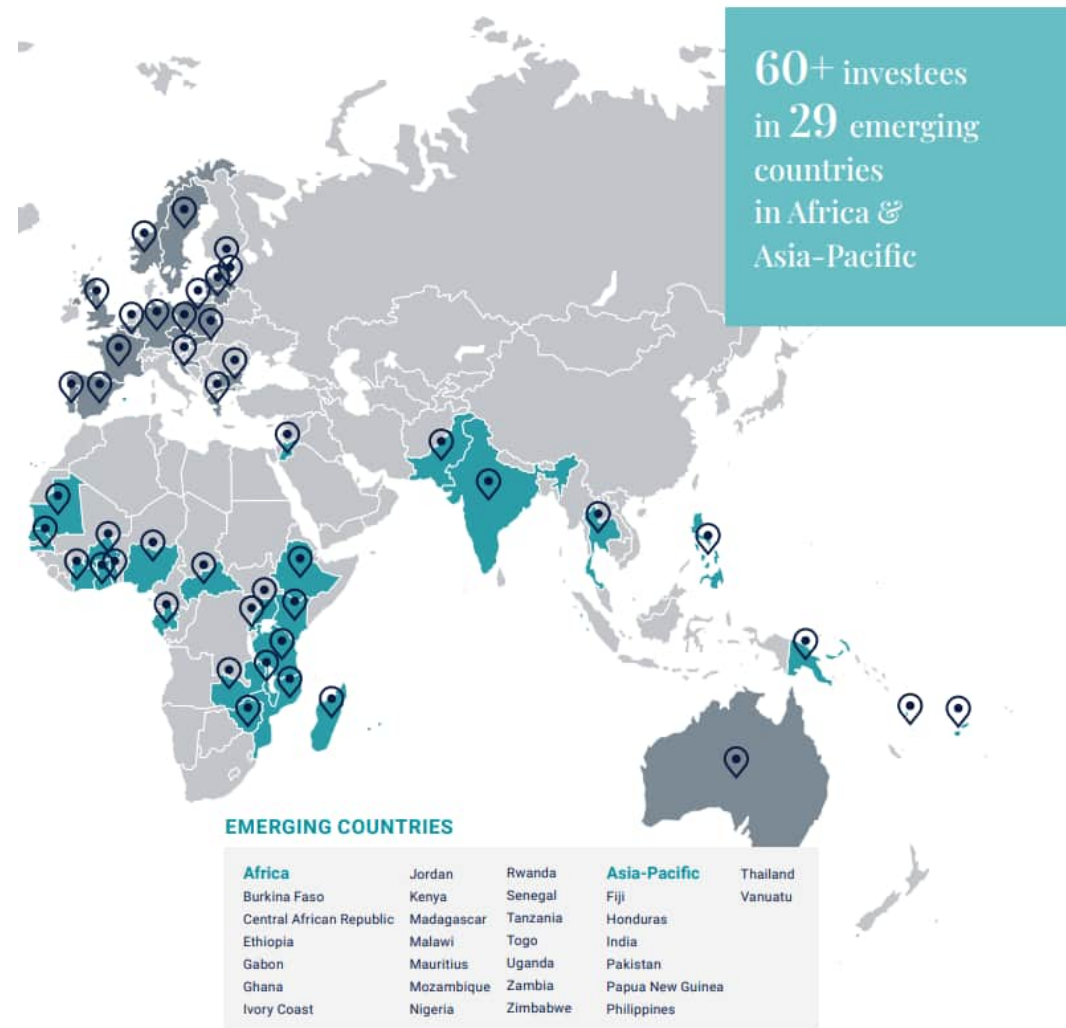 60+ investees
in 29 emerging
countries
in Africa &
Asia-Pacific
EMERGING COUNTRIES
Africa
Burkina Faso
Central African Republic
Ethiopia
Gabon
Ghana
Ivory Coast
Jordan
Kenya
Madagascar
Malawi
Mauritius
Mozambique
Nigeria
Rwanda
Senegal
Tanzania
Togo
Uganda
Zambia
Zimbabwe
Asia-Pacific
Fiji
Honduras
India
Pakistan
Papua New Guinea
Philippines
Thailand
Vanuatu